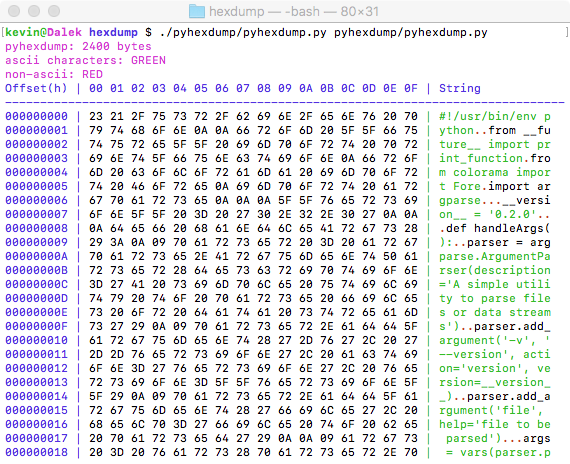 hexdump — -bash — 80×31
[kevin@Dalek hexdump $ ./pyhexdump/pyhexdump.py pyhexdump/pyhexdump.py ]
pyhexdump: 2400 bytes
ascii characters: GREEN
non-ascii: RED
Offset(h) | 00 01 02 03 04 05 06 07 08 09 0A 0B 0C 0D 0E 0F | String
--------------------------------------------------------------------------------
000000000 | 23 21 2F 75 73 72 2F 62 69 6E 2F 65 6E 76 20 70 | #!/usr/bin/env p
000000001 | 79 74 68 6F 6E 0A 0A 66 72 6F 6D 20 5F 5F 66 75 | ython..from __fu
000000002 | 74 75 72 65 5F 5F 20 69 6D 70 6F 72 74 20 70 72 | ture__ import pr
000000003 | 69 6E 74 5F 66 75 6E 63 74 69 6F 6E 0A 66 72 6F | int_function.fro
000000004 | 6D 20 63 6F 6C 6F 72 61 6D 61 20 69 6D 70 6F 72 | m colorama impor
000000005 | 74 20 46 6F 72 65 0A 69 6D 70 6F 72 74 20 61 72 | t Fore.import ar
000000006 | 67 70 61 72 73 65 0A 0A 0A 5F 5F 76 65 72 73 69 | gparse...__versi
000000007 | 6F 6E 5F 5F 20 3D 20 27 30 2E 32 2E 30 27 0A 0A | on__ = '0.2.0'..
000000008 | 0A 64 65 66 20 68 61 6E 64 6C 65 41 72 67 73 28 | .def handleArgs(
000000009 | 29 3A 0A 09 70 61 72 73 65 72 20 3D 20 61 72 67 | ):..parser = arg
00000000A | 70 61 72 73 65 2E 41 72 67 75 6D 65 6E 74 50 61 | parse.ArgumentPa
00000000B | 72 73 65 72 28 64 65 73 63 72 69 70 74 69 6F 6E | rser(description
00000000C | 3D 27 41 20 73 69 6D 70 6C 65 20 75 74 69 6C 69 | ='A simple utili
00000000D | 74 79 20 74 6F 20 70 61 72 73 65 20 66 69 6C 65 | ty to parse file
00000000E | 73 20 6F 72 20 64 61 74 61 20 73 74 72 65 61 6D | s or data stream
00000000F | 73 27 29 0A 09 70 61 72 73 65 72 2E 61 64 64 5F | s')..parser.add_
000000010 | 61 72 67 75 6D 65 6E 74 28 27 2D 76 27 2C 20 27 | argument('-v', '
000000011 | 2D 2D 76 65 72 73 69 6F 6E 27 2C 20 61 63 74 69 | --version', acti
000000012 | 6F 6E 3D 27 76 65 72 73 69 6F 6E 27 2C 20 76 65 | on='version', ve
000000013 | 72 73 69 6F 6E 3D 5F 5F 76 65 72 73 69 6F 6E 5F | rsion=__version_
000000014 | 5F 29 0A 09 70 61 72 73 65 72 2E 61 64 64 5F 61 | _)..parser.add_a
000000015 | 72 67 75 6D 65 6E 74 28 27 66 69 6C 65 27 2C 20 | rgument('file', 
000000016 | 68 65 6C 70 3D 27 66 69 6C 65 20 74 6F 20 62 65 | help='file to be
000000017 | 20 70 61 72 73 65 64 27 29 0A 0A 09 61 72 67 73 |  parsed')...args
000000018 | 20 3D 20 76 61 72 73 28 70 61 72 73 65 72 2E 70 |  = vars(parser.p